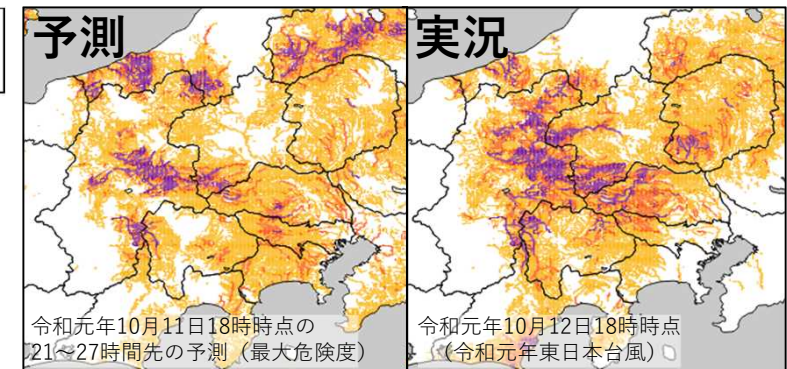 予測
令和元年10月11日18時時点の
21～27時間先の予測（最大危険度）
実況
令和元年10月12日18時時点
（令和元年東日本台風）